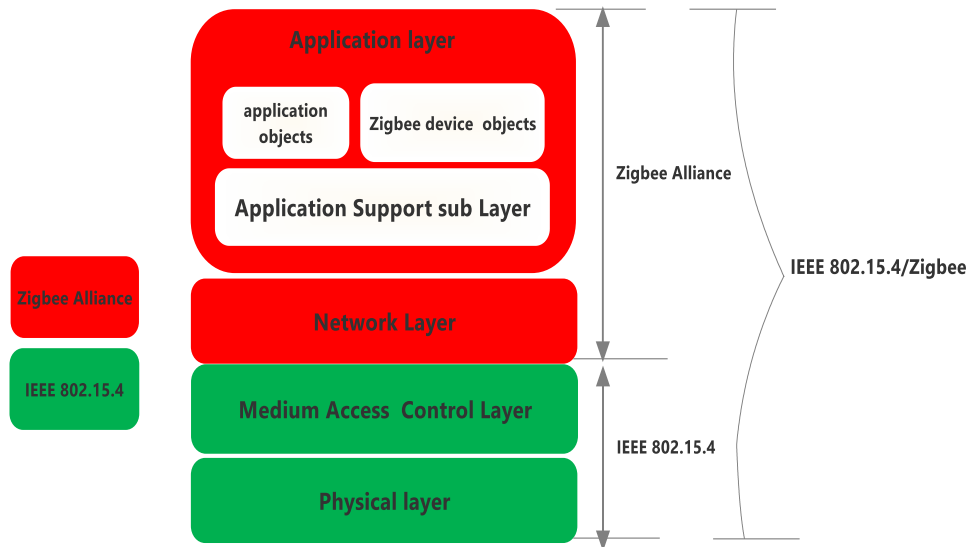 Application layer
application
objects
Zigbee device objects
Application Support sub Layer
Zigbee Alliance
IEEE 802.15.4/Zigbee
Zigbee Alliance
Network Layer
IEEE 802.15.4
Medium Access Control Layer
IEEE 802.15.4
Physical layer